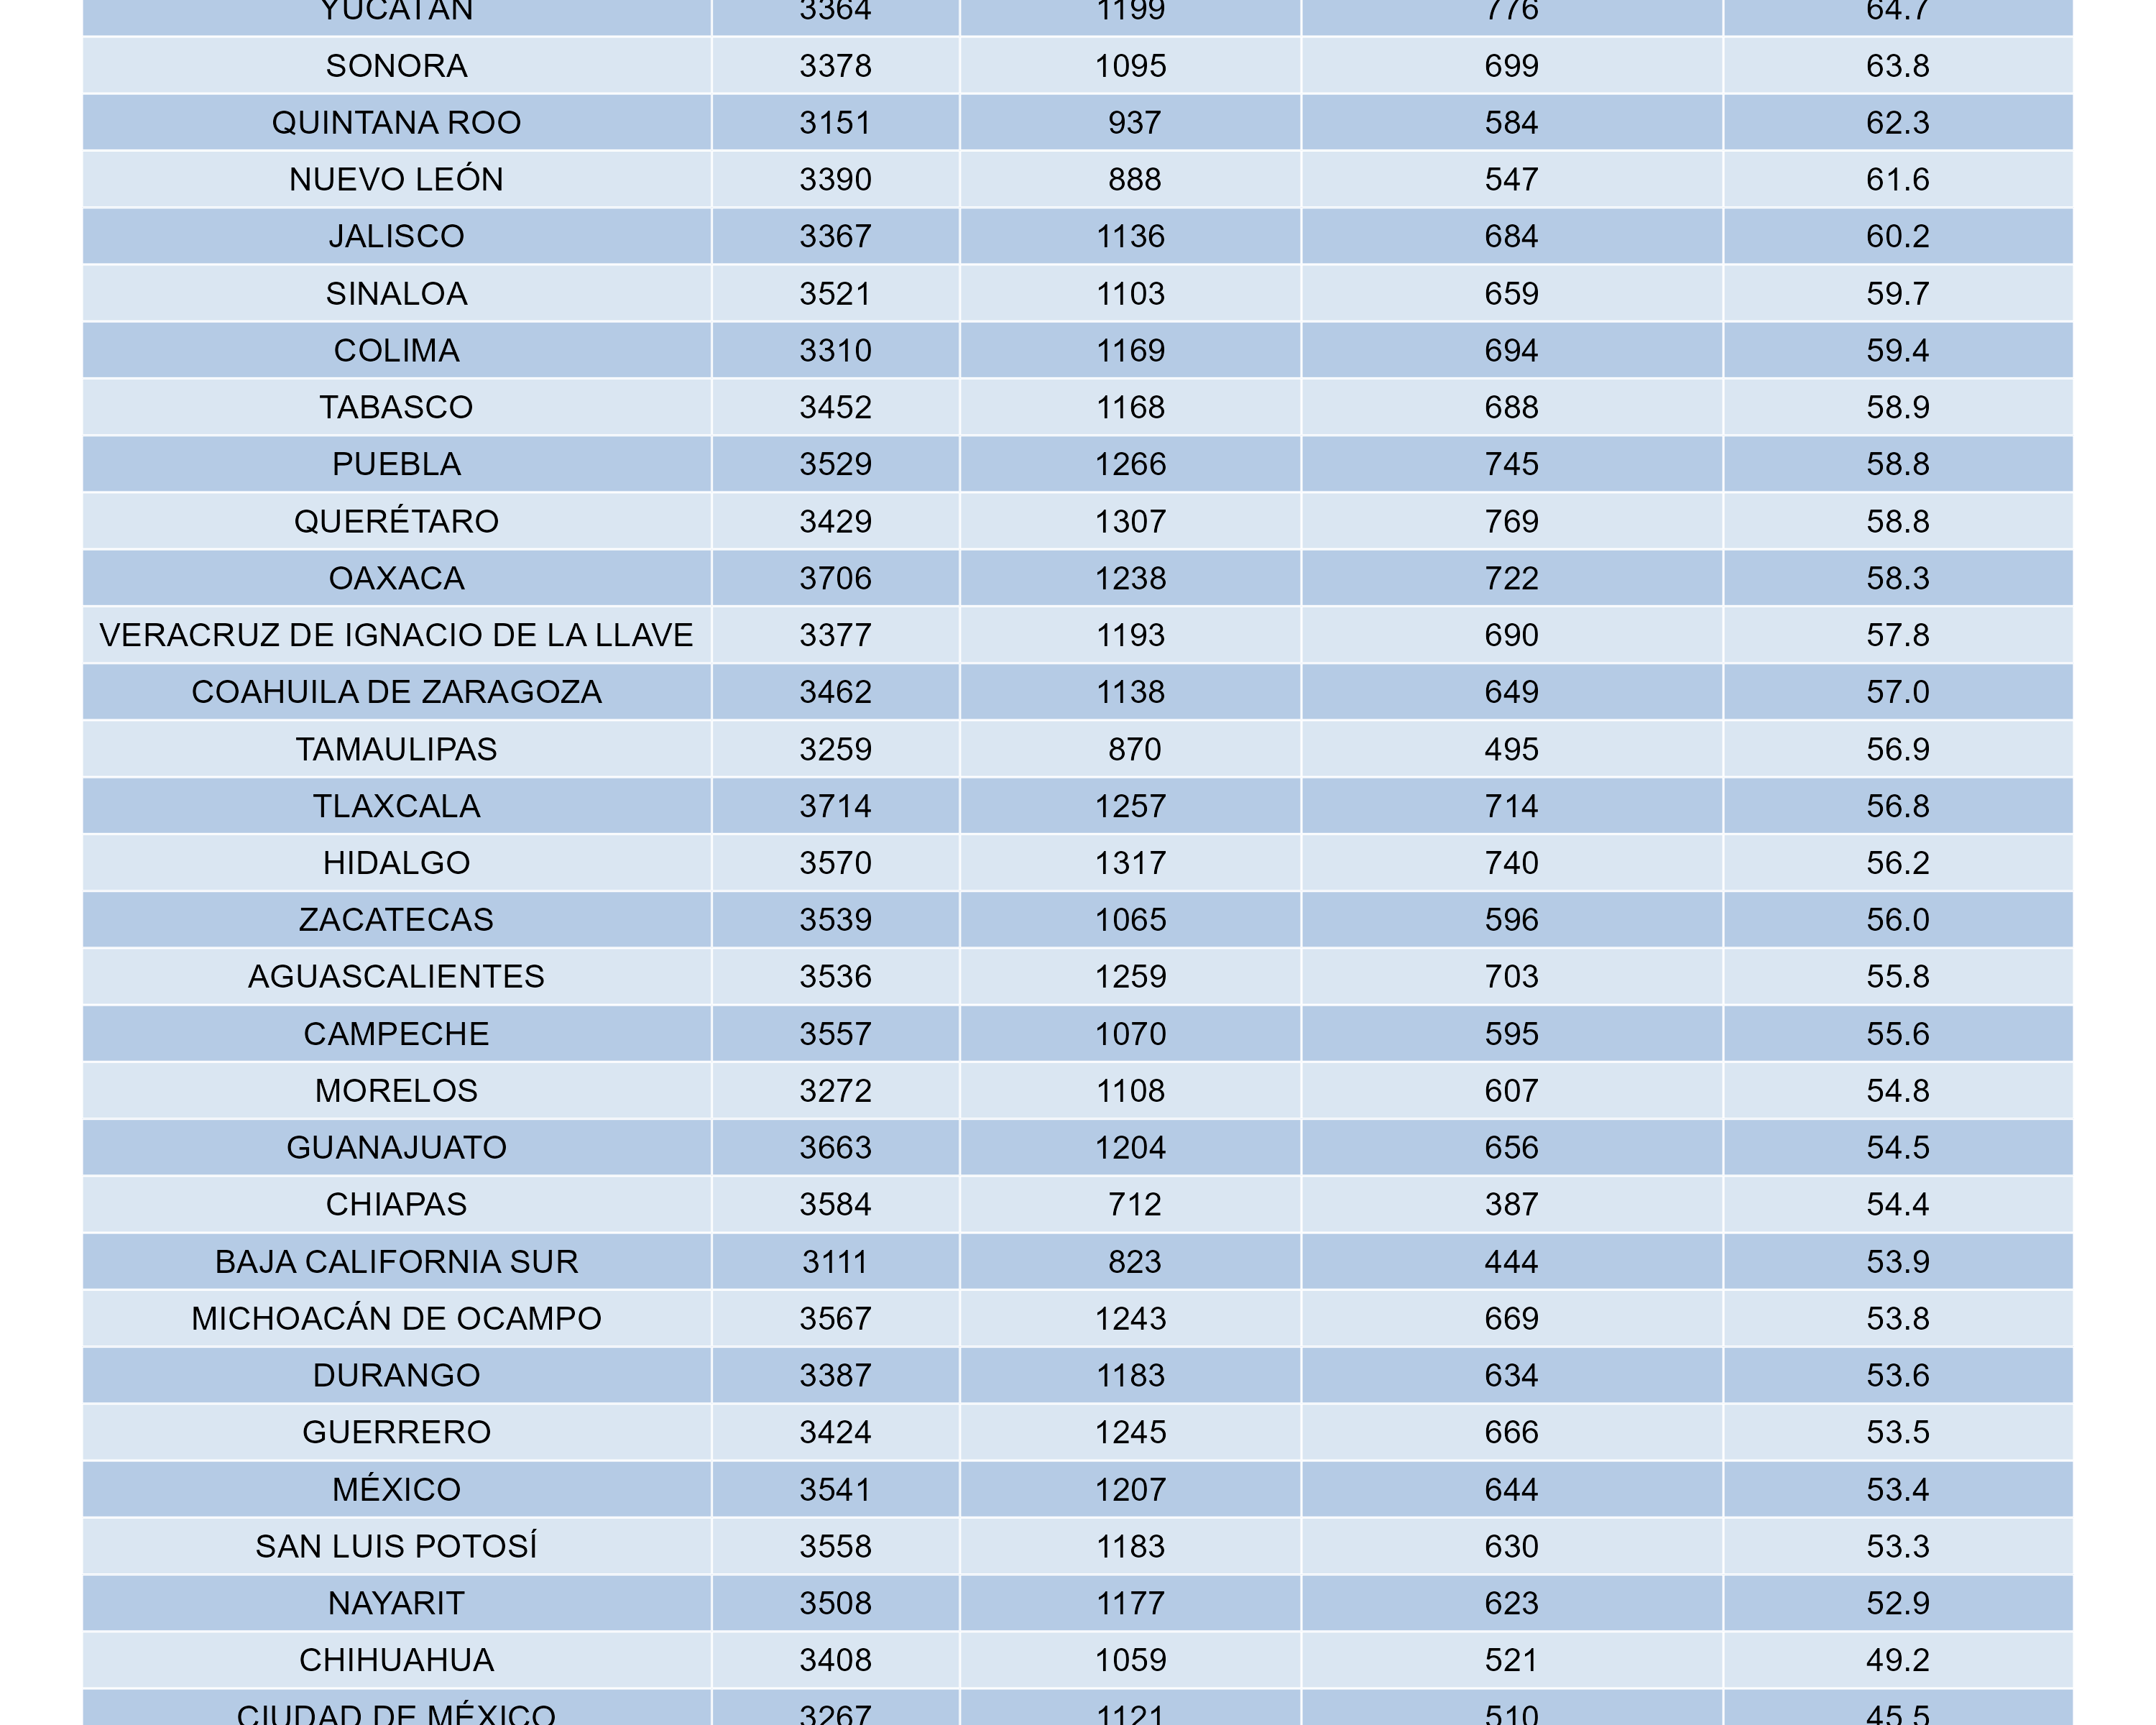 YUCATÁN 3364 1199 776 64.7
SONORA 3378 1095 699 63.8
QUINTANA ROO 3151 937 584 62.3
NUEVO LEÓN 3390 888 547 61.6
JALISCO 3367 1136 684 60.2
SINALOA 3521 1103 659 59.7
COLIMA 3310 1169 694 59.4
TABASCO 3452 1168 688 58.9
PUEBLA 3529 1266 745 58.8
QUERÉTARO 3429 1307 769 58.8
OAXACA 3706 1238 722 58.3
VERACRUZ DE IGNACIO DE LA LLAVE 3377 1193 690 57.8
COAHUILA DE ZARAGOZA 3462 1138 649 57.0
TAMAULIPAS 3259 870 495 56.9
TLAXCALA 3714 1257 714 56.8
HIDALGO 3570 1317 740 56.2
ZACATECAS 3539 1065 596 56.0
AGUASCALIENTES 3536 1259 703 55.8
CAMPECHE 3557 1070 595 55.6
MORELOS 3272 1108 607 54.8
GUANAJUATO 3663 1204 656 54.5
CHIAPAS 3584 712 387 54.4
BAJA CALIFORNIA SUR 3111 823 444 53.9
MICHOACÁN DE OCAMPO 3567 1243 669 53.8
DURANGO 3387 1183 634 53.6
GUERRERO 3424 1245 666 53.5
MÉXICO 3541 1207 644 53.4
SAN LUIS POTOSÍ 3558 1183 630 53.3
NAYARIT 3508 1177 623 52.9
CHIHUAHUA 3408 1059 521 49.2
CIUDAD DE MÉXICO 3267 1121 510 45.5